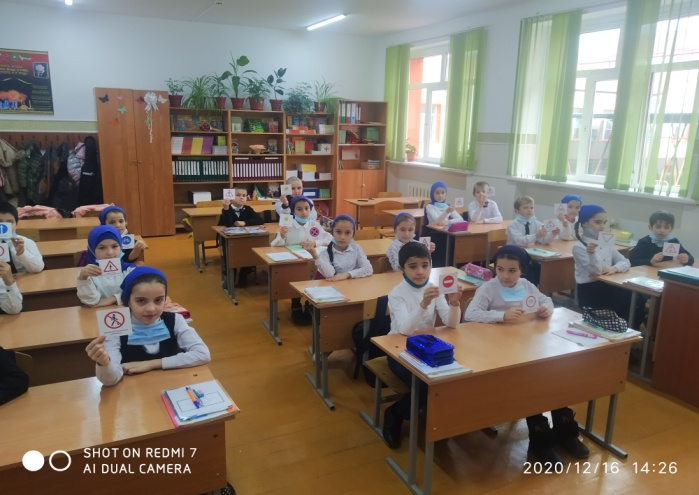 SHOT ON REDMI 7
AI DUAL CAMERA
2020/12/16 14:26